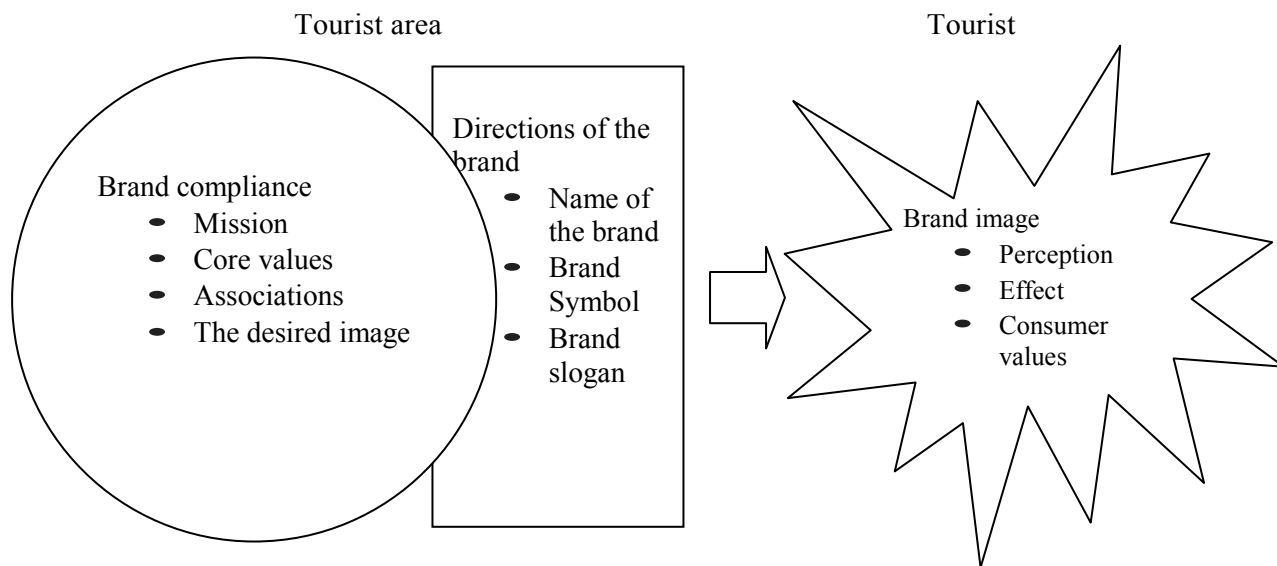 Tourist area
Tourist
Brand compliance
Mission
Core values
Associations
The desired image
Directions of the
brand
Name of
the brand
Brand
Symbol
Brand
slogan
Brand image
Perception
Effect
Consumer
values